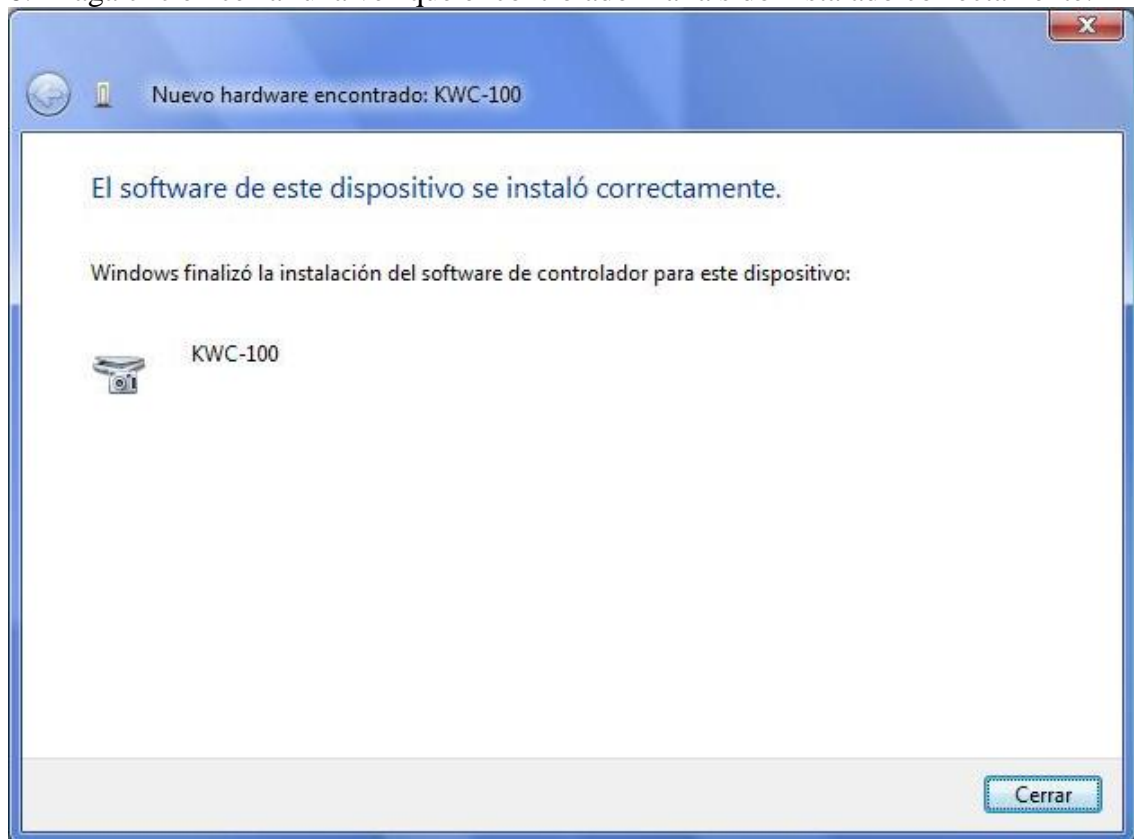 Nuevo hardware encontrado: KWC-100
El software de este dispositivo se instaló correctamente.
Windows finalizó la instalación del software de controlador para este dispositivo:
KWC-100
Cerrar